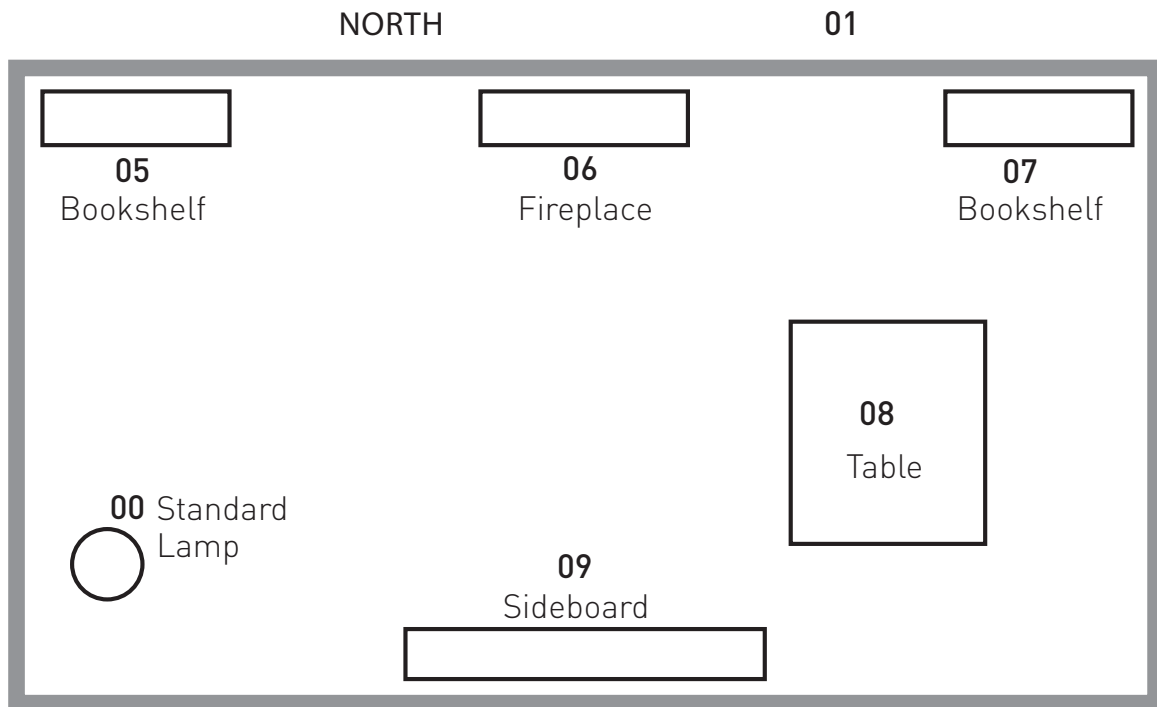 NORTH 01
05 06 07
Bookshelf Fireplace Bookshelf
08
Table
00 Standard
Lamp
09
Sideboard